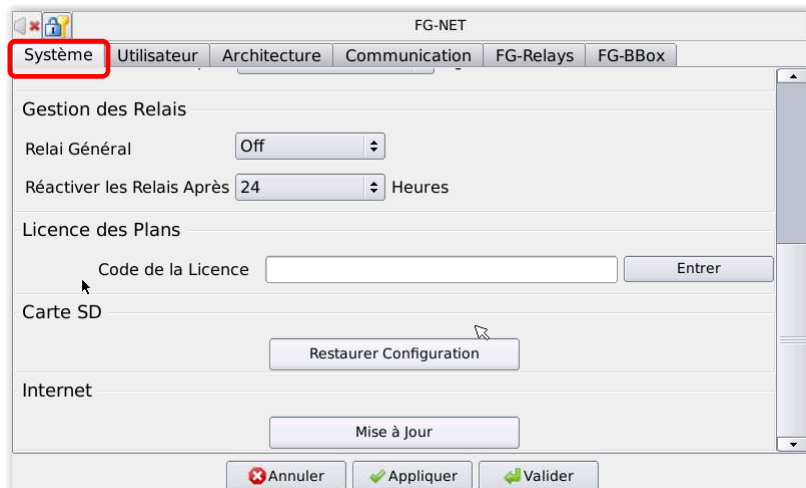 FG-NET
Système Utilisateur Architecture Communication FG-Relays FG-BBox
Gestion des Relais
Relai Général Off
Réactiver les Relais Après 24 Heures
Licence des Plans
Code de la Licence Entrer
Carte SD
Restaurer Configuration
Internet
Mise à Jour
Annuler Appliquer Valider